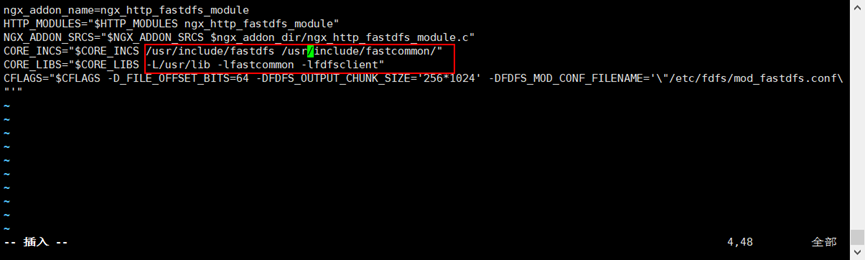 ngx_addon_name=ngx_http_fastdfs_module
HTTP_MODULES="$HTTP_MODULES ngx_http_fastdfs_module"
NGX_ADDON_SRCS="$NGX_ADDON_SRCS $ngx_addon_dir/ngx_http_fastdfs_module.c"
CORE_INCS="$CORE_INCS /usr/include/fastdfs /usr/include/fastcommon/"
CORE_LIBS="$CORE_LIBS -L/usr/lib -lfastcommon -lfdfsclient"
CFLAGS="$CFLAGS -D_FILE_OFFSET_BITS=64 -DFDFS_OUTPUT_CHUNK_SIZE='256*1024' -DFDFS_MOD_CONF_FILENAME='\"/etc/fdfs/mod_fastdfs.conf\
"'"
~
~
~
~
~
~
~
~
~
~
-- 插入 -- 4,48 全部